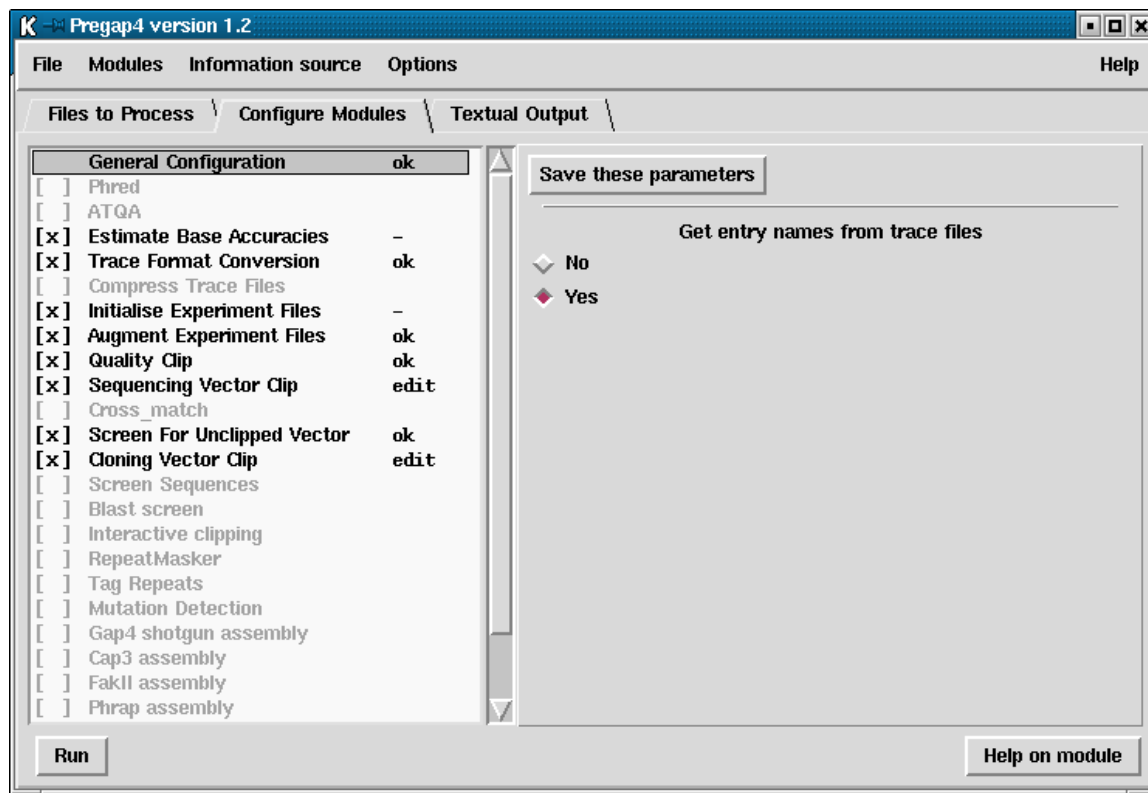 K Pregap4 version 1.2
File Modules Information source Options Help
Files to Process Configure Modules Textual Output
General Configuration ok
[ ] Phred
[ ] ATQA
[x] Estimate Base Accuracies -
[x] Trace Format Conversion ok
[ ] Compress Trace Files
[x] Initialise Experiment Files -
[x] Augment Experiment Files ok
[x] Quality Clip ok
[x] Sequencing Vector Clip edit
[ ] Cross_match
[x] Screen For Unclipped Vector ok
[x] Cloning Vector Clip edit
[ ] Screen Sequences
[ ] Blast screen
[ ] Interactive clipping
[ ] RepeatMasker
[ ] Tag Repeats
[ ] Mutation Detection
[ ] Gap4 shotgun assembly
[ ] Cap3 assembly
[ ] FakII assembly
[ ] Phrap assembly
Save these parameters
Get entry names from trace files
No
Yes
Run
Help on module